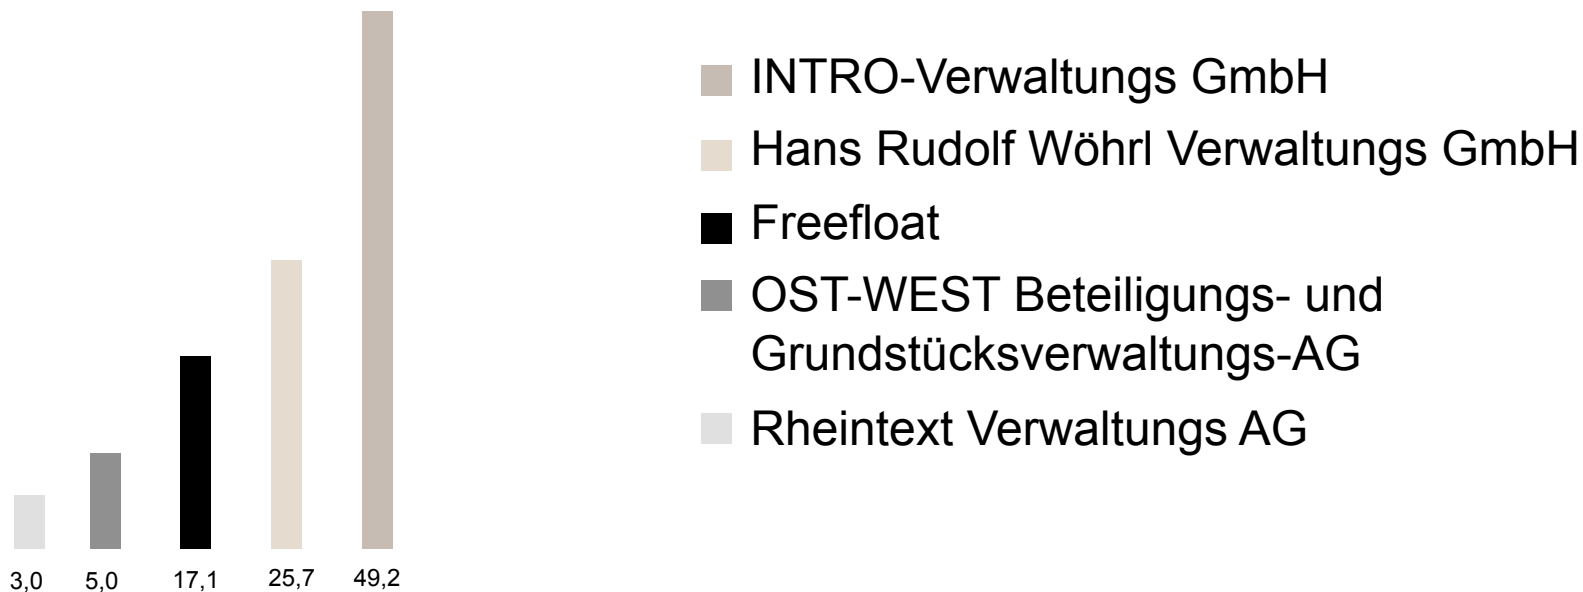 INTRO-Verwaltungs GmbH
Hans Rudolf Wöhrl Verwaltungs GmbH
Freefloat
OST-WEST Beteiligungs- und
Grundstücksverwaltungs-AG
Rheintext Verwaltungs AG
3,0 5,0 17,1 25,7 49,2